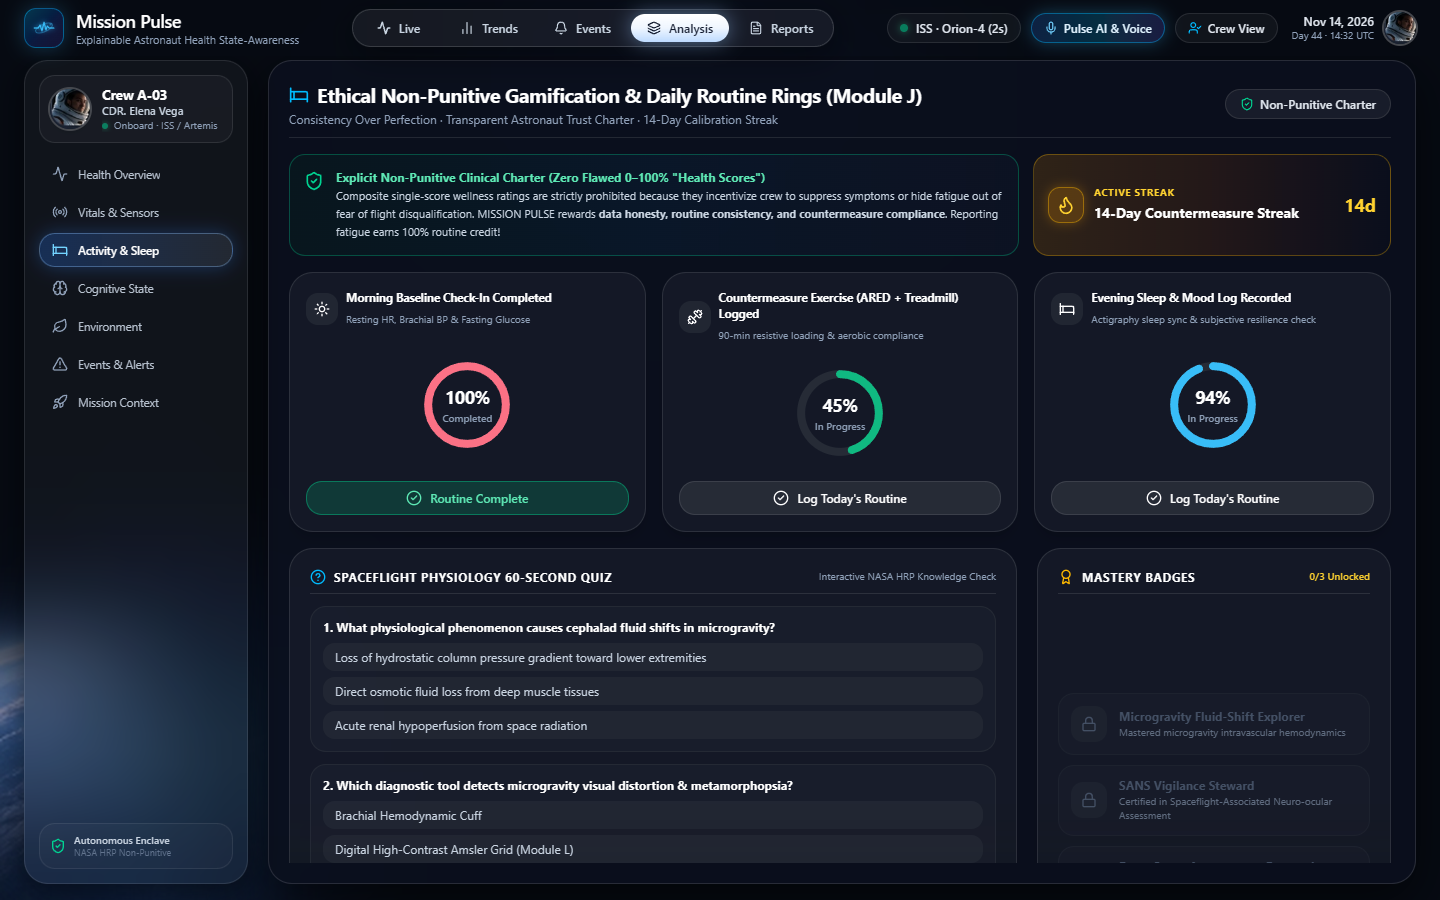 Mission Pulse
Explainable Astronaut Health State-Awareness
Live
Trends
Events
Analysis
Reports
ISS · Orion-4 (2s)
Pulse AI & Voice
Crew View
Nov 14, 2026
Day 44 · 14:32 UTC
Crew A-03
CDR. Elena Vega
Onboard · ISS / Artemis
Health Overview
Vitals & Sensors
Activity & Sleep
Cognitive State
Environment
Events & Alerts
Mission Context
Autonomous Enclave
NASA HRP Non-Punitive
Ethical Non-Punitive Gamification & Daily Routine Rings (Module J)
Consistency Over Perfection · Transparent Astronaut Trust Charter · 14-Day Calibration Streak
Non-Punitive Charter
Explicit Non-Punitive Clinical Charter (Zero Flawed 0–100% "Health Scores")
Composite single-score wellness ratings are strictly prohibited because they incentivize crew to suppress symptoms or hide fatigue out of
fear of flight disqualification. MISSION PULSE rewards data honesty, routine consistency, and countermeasure compliance. Reporting
fatigue earns 100% routine credit!
ACTIVE STREAK
14-Day Countermeasure Streak
14d
Morning Baseline Check-In Completed
Resting HR, Brachial BP & Fasting Glucose
100%
Completed
Routine Complete
Countermeasure Exercise (ARED + Treadmill)
Logged
90-min resistive loading & aerobic compliance
45%
In Progress
Log Today's Routine
Evening Sleep & Mood Log Recorded
Actigraphy sleep sync & subjective resilience check
94%
In Progress
Log Today's Routine
SPACEFLIGHT PHYSIOLOGY 60-SECOND QUIZ
Interactive NASA HRP Knowledge Check
1. What physiological phenomenon causes cephalad fluid shifts in microgravity?
Loss of hydrostatic column pressure gradient toward lower extremities
Direct osmotic fluid loss from deep muscle tissues
Acute renal hypoperfusion from space radiation
2. Which diagnostic tool detects microgravity visual distortion & metamorphopsia?
Brachial Hemodynamic Cuff
Digital High-Contrast Amsler Grid (Module L)
MASTERY BADGES
0/3 Unlocked
Microgravity Fluid-Shift Explorer
Mastered microgravity intravascular hemodynamics
SANS Vigilance Steward
Certified in Spaceflight-Associated Neuro-ocular
Assessment